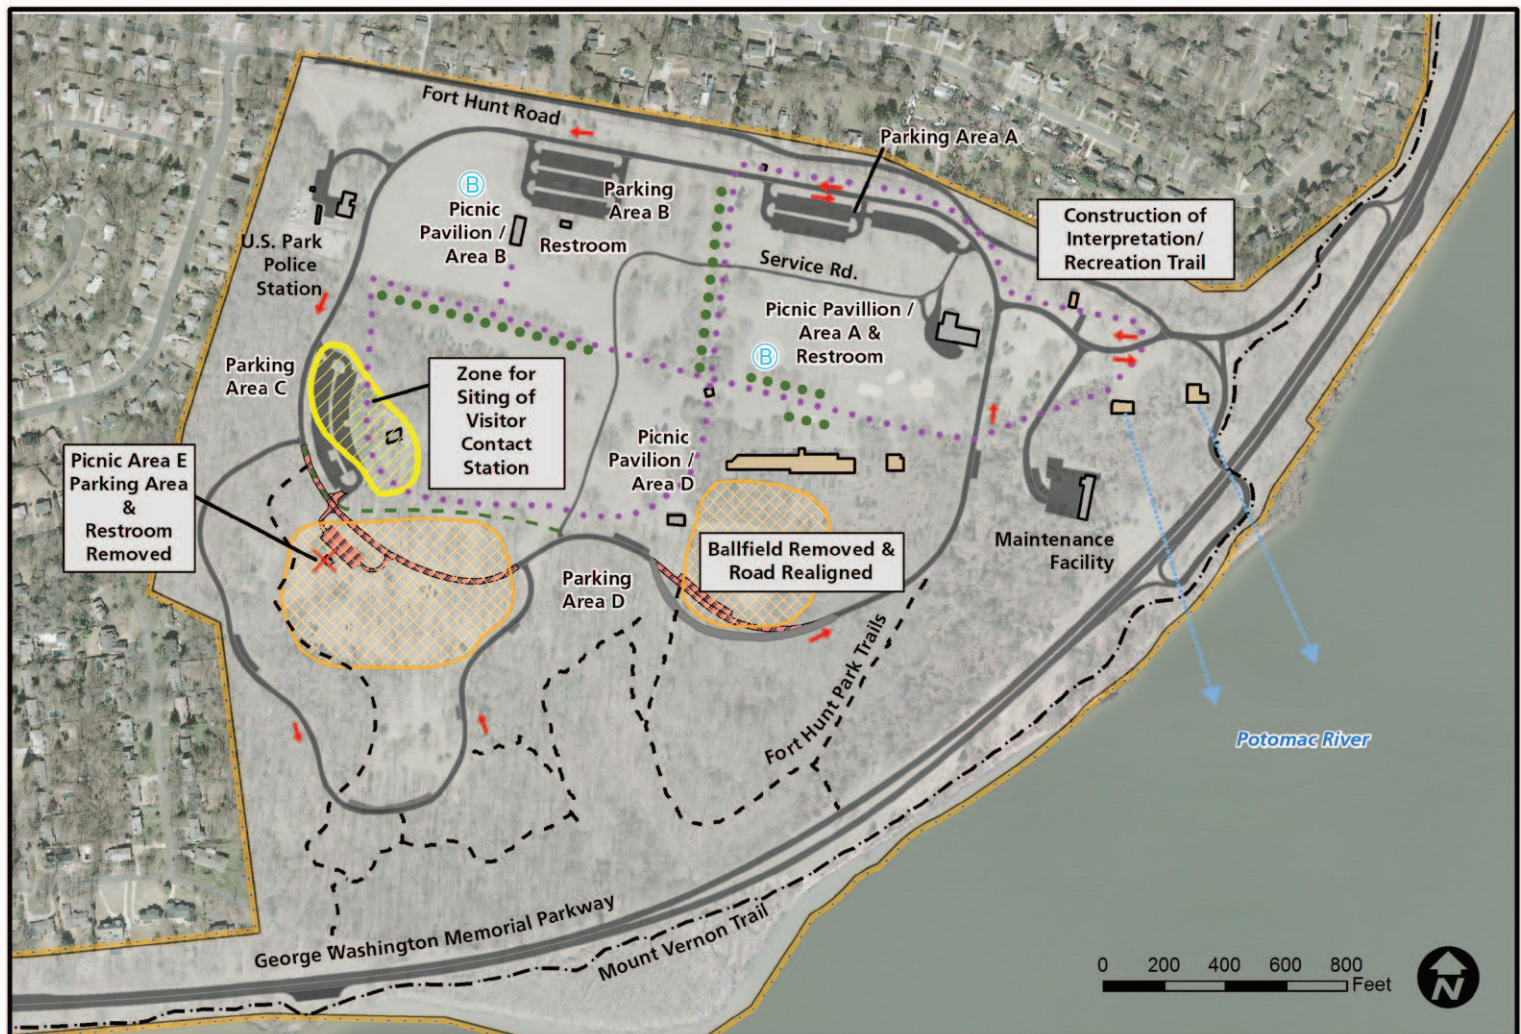 Fort Hunt Road
Parking Area A
B
Picnic
Pavilion /
Area B
Parking
Area B
Restroom
Construction of
Interpretation/
Recreation Trail
U.S. Park
Police
Station
Service Rd.
Picnic Pavillion /
Area A &
Restroom
B
Parking
Area C
Zone for
Siting of
Visitor
Contact
Station
Picnic
Pavilion /
Area D
Picnic Area E
Parking Area
&
Restroom
Removed
Ballfield Removed &
Road Realigned
Maintenance
Facility
Parking
Area D
Fort Hunt Park Trails
Potomac River
George Washington Memorial Parkway
Mount Vernon Trail
0 200 400 600 800
Feet
N